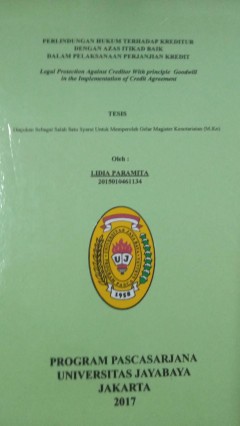 PERLINDUNGAN HUKUM TERHADAP KREDITUR
DENGAN AZAS ITIKAD BAIK
DALAM PELAKSANAAN PERJANJIAN KREDIT
Legal Protection Against Creditor With principle Goodwill
in the Implementation of Credit Agreement
TESIS
Diajukan Sebagai Salah Satu Syarat Untuk Memperoleh Gelar Magister Kenotariatan (M.Kn)
Oleh :
LIDIA PARAMITA
2015010461134
UJ
1958
PROGRAM PASCASARJANA
UNIVERSITAS JAYABAYA
JAKARTA
2017